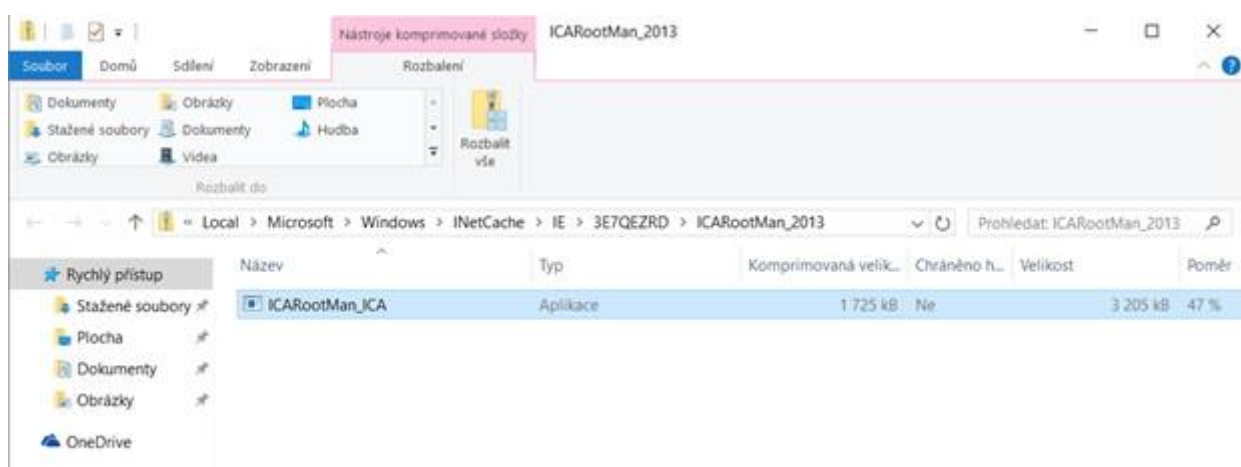 Nástroje komprimované složky ICARootMan_2013
Soubor Domů Sdílení Zobrazení Rozbalení
Dokumenty Obrázky Plocha
Stažené soubory Dokumenty Hudba
Obrázky Videa
Rozbalit vše
Rozbalit do
« Local > Microsoft > Windows > INetCache > IE > 3E7QEZRD > ICARootMan_2013 Prohledat: ICARootMan_2013
Rychlý přístup
Stažené soubory
Plocha
Dokumenty
Obrázky
OneDrive
Název Typ Komprimovaná velik... Chráněno h... Velikost Poměr
ICARootMan_ICA Aplikace 1 725 kB Ne 3 205 kB 47 %